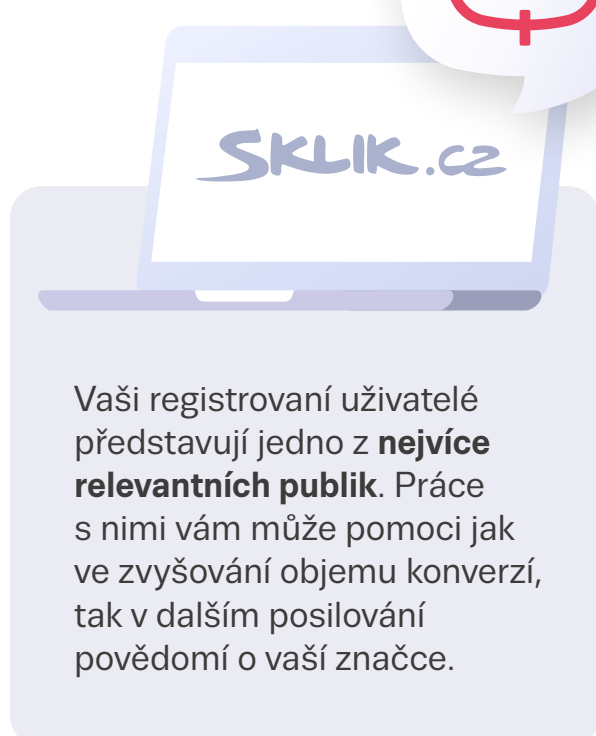 SKLIK.cz
Vaši registrovaní uživatelé
představují jedno z nejvíce
relevantních publik. Práce
s nimi vám může pomoci jak
ve zvyšování objemu konverzí,
tak v dalším posilování
povědomí o vaší značce.